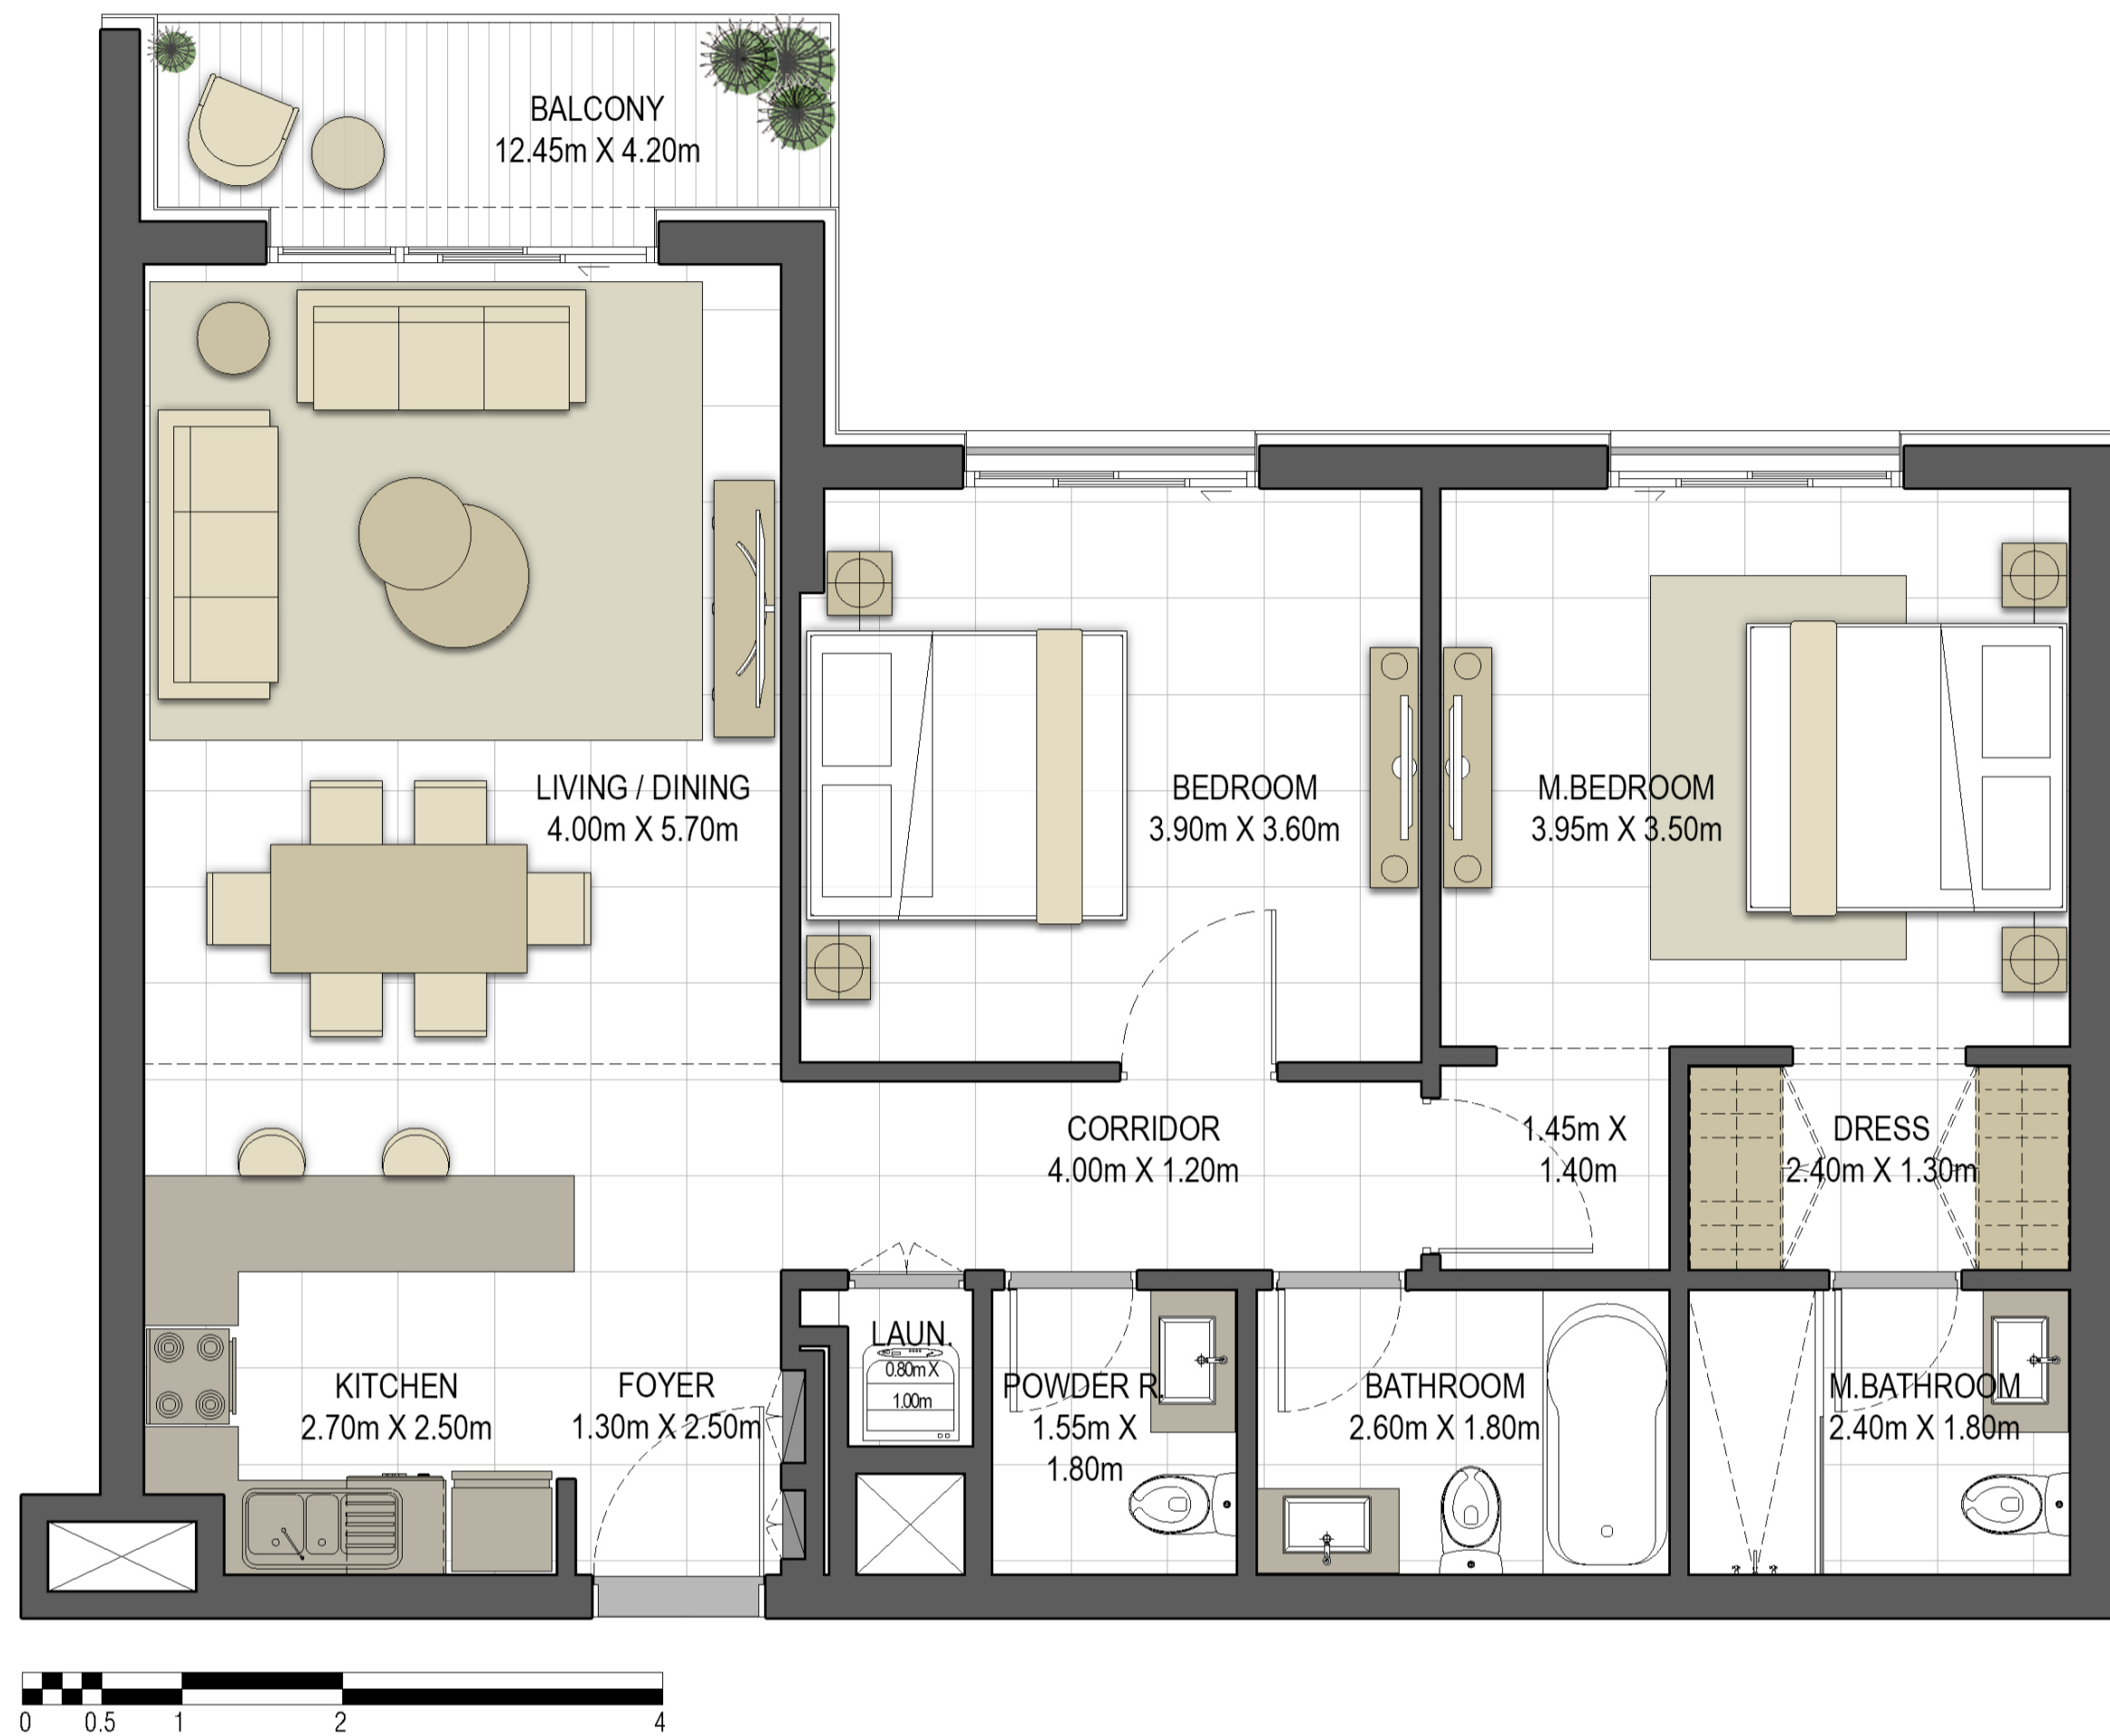 BALCONY
12.45m X 4.20m
LIVING / DINING
4.00m X 5.70m
BEDROOM
3.90m X 3.60m
M.BEDROOM
3.95m X 3.50m
CORRIDOR
4.00m X 1.20m
1.45m X
1.40m
DRESS
2.40m X 1.30m
KITCHEN
2.70m X 2.50m
FOYER
1.30m X 2.50m
LAUN.
0.80m X
1.00m
POWDER R.
1.55m X
1.80m
BATHROOM
2.60m X 1.80m
M.BATHROOM
2.40m X 1.80m
0 0.5 1 2 4